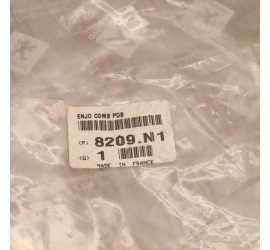 ENJO COMB PDB
(P) 8209.N1
(Q) 1
MADE IN FRANCE